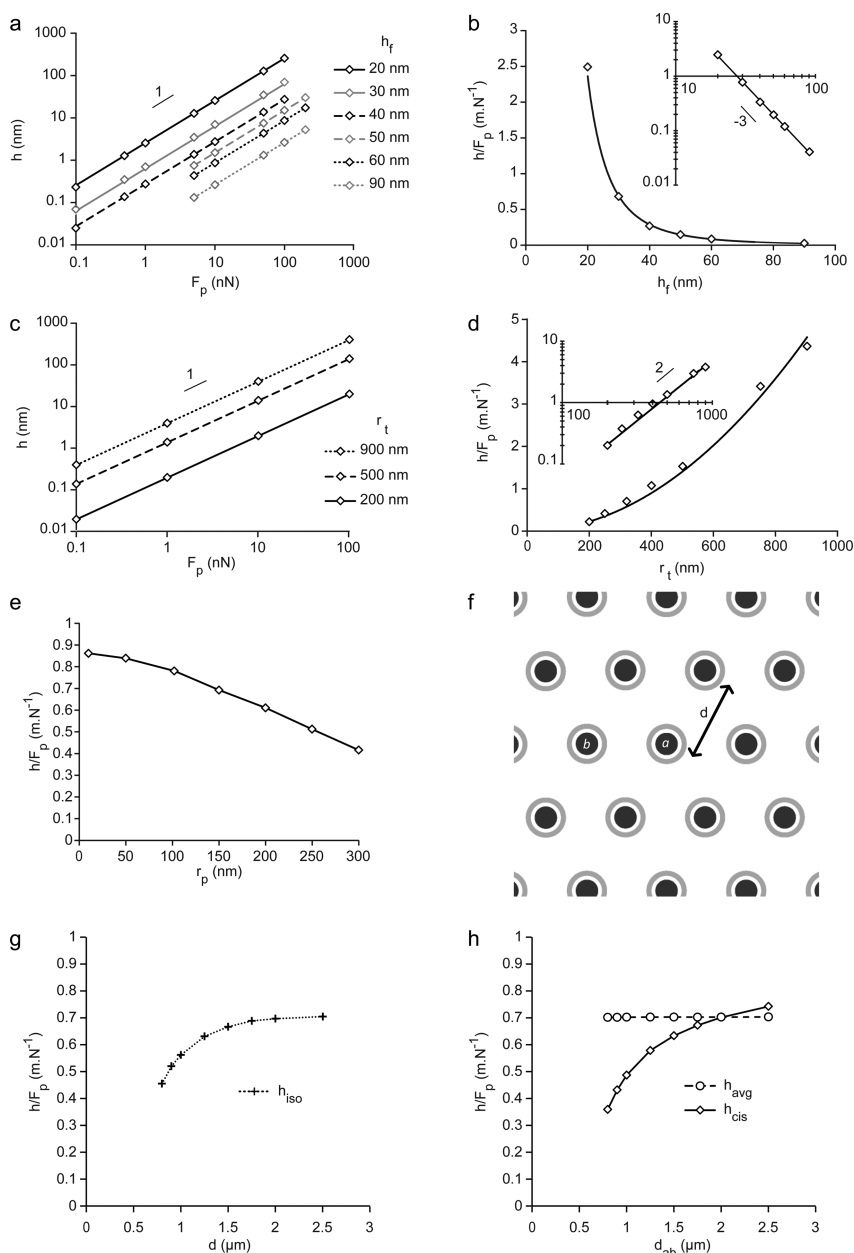 a
1000
100
10
1
0.1
0.01
h (nm)
0.1
1
10
100
1000
F_p (nN)
1
h_f
20 nm
30 nm
40 nm
50 nm
60 nm
90 nm
b
3
2.5
2
1.5
1
0.5
0
h/F_p (m.N⁻¹)
0
20
40
60
80
100
h_f (nm)
10
1
0.1
0.01
10
100
-3
c
1000
100
10
1
0.1
0.01
h (nm)
0.1
1
10
100
F_p (nN)
1
r_t
900 nm
500 nm
200 nm
d
5
4
3
2
1
0
h/F_p (m.N⁻¹)
0
200
400
600
800
1000
r_t (nm)
10
1
0.1
100
1000
2
e
1
0.9
0.8
0.7
0.6
0.5
0.4
0.3
0.2
0.1
0
h/F_p (m.N⁻¹)
0
50
100
150
200
250
300
r_p (nm)
f
d
b
a
g
1
0.9
0.8
0.7
0.6
0.5
0.4
0.3
0.2
0.1
0
h/F_p (m.N⁻¹)
0
0.5
1
1.5
2
2.5
3
d (µm)
h_iso
h
1
0.9
0.8
0.7
0.6
0.5
0.4
0.3
0.2
0.1
0
h/F_p (m.N⁻¹)
0
0.5
1
1.5
2
2.5
3
d_ab (µm)
h_avg
h_cis